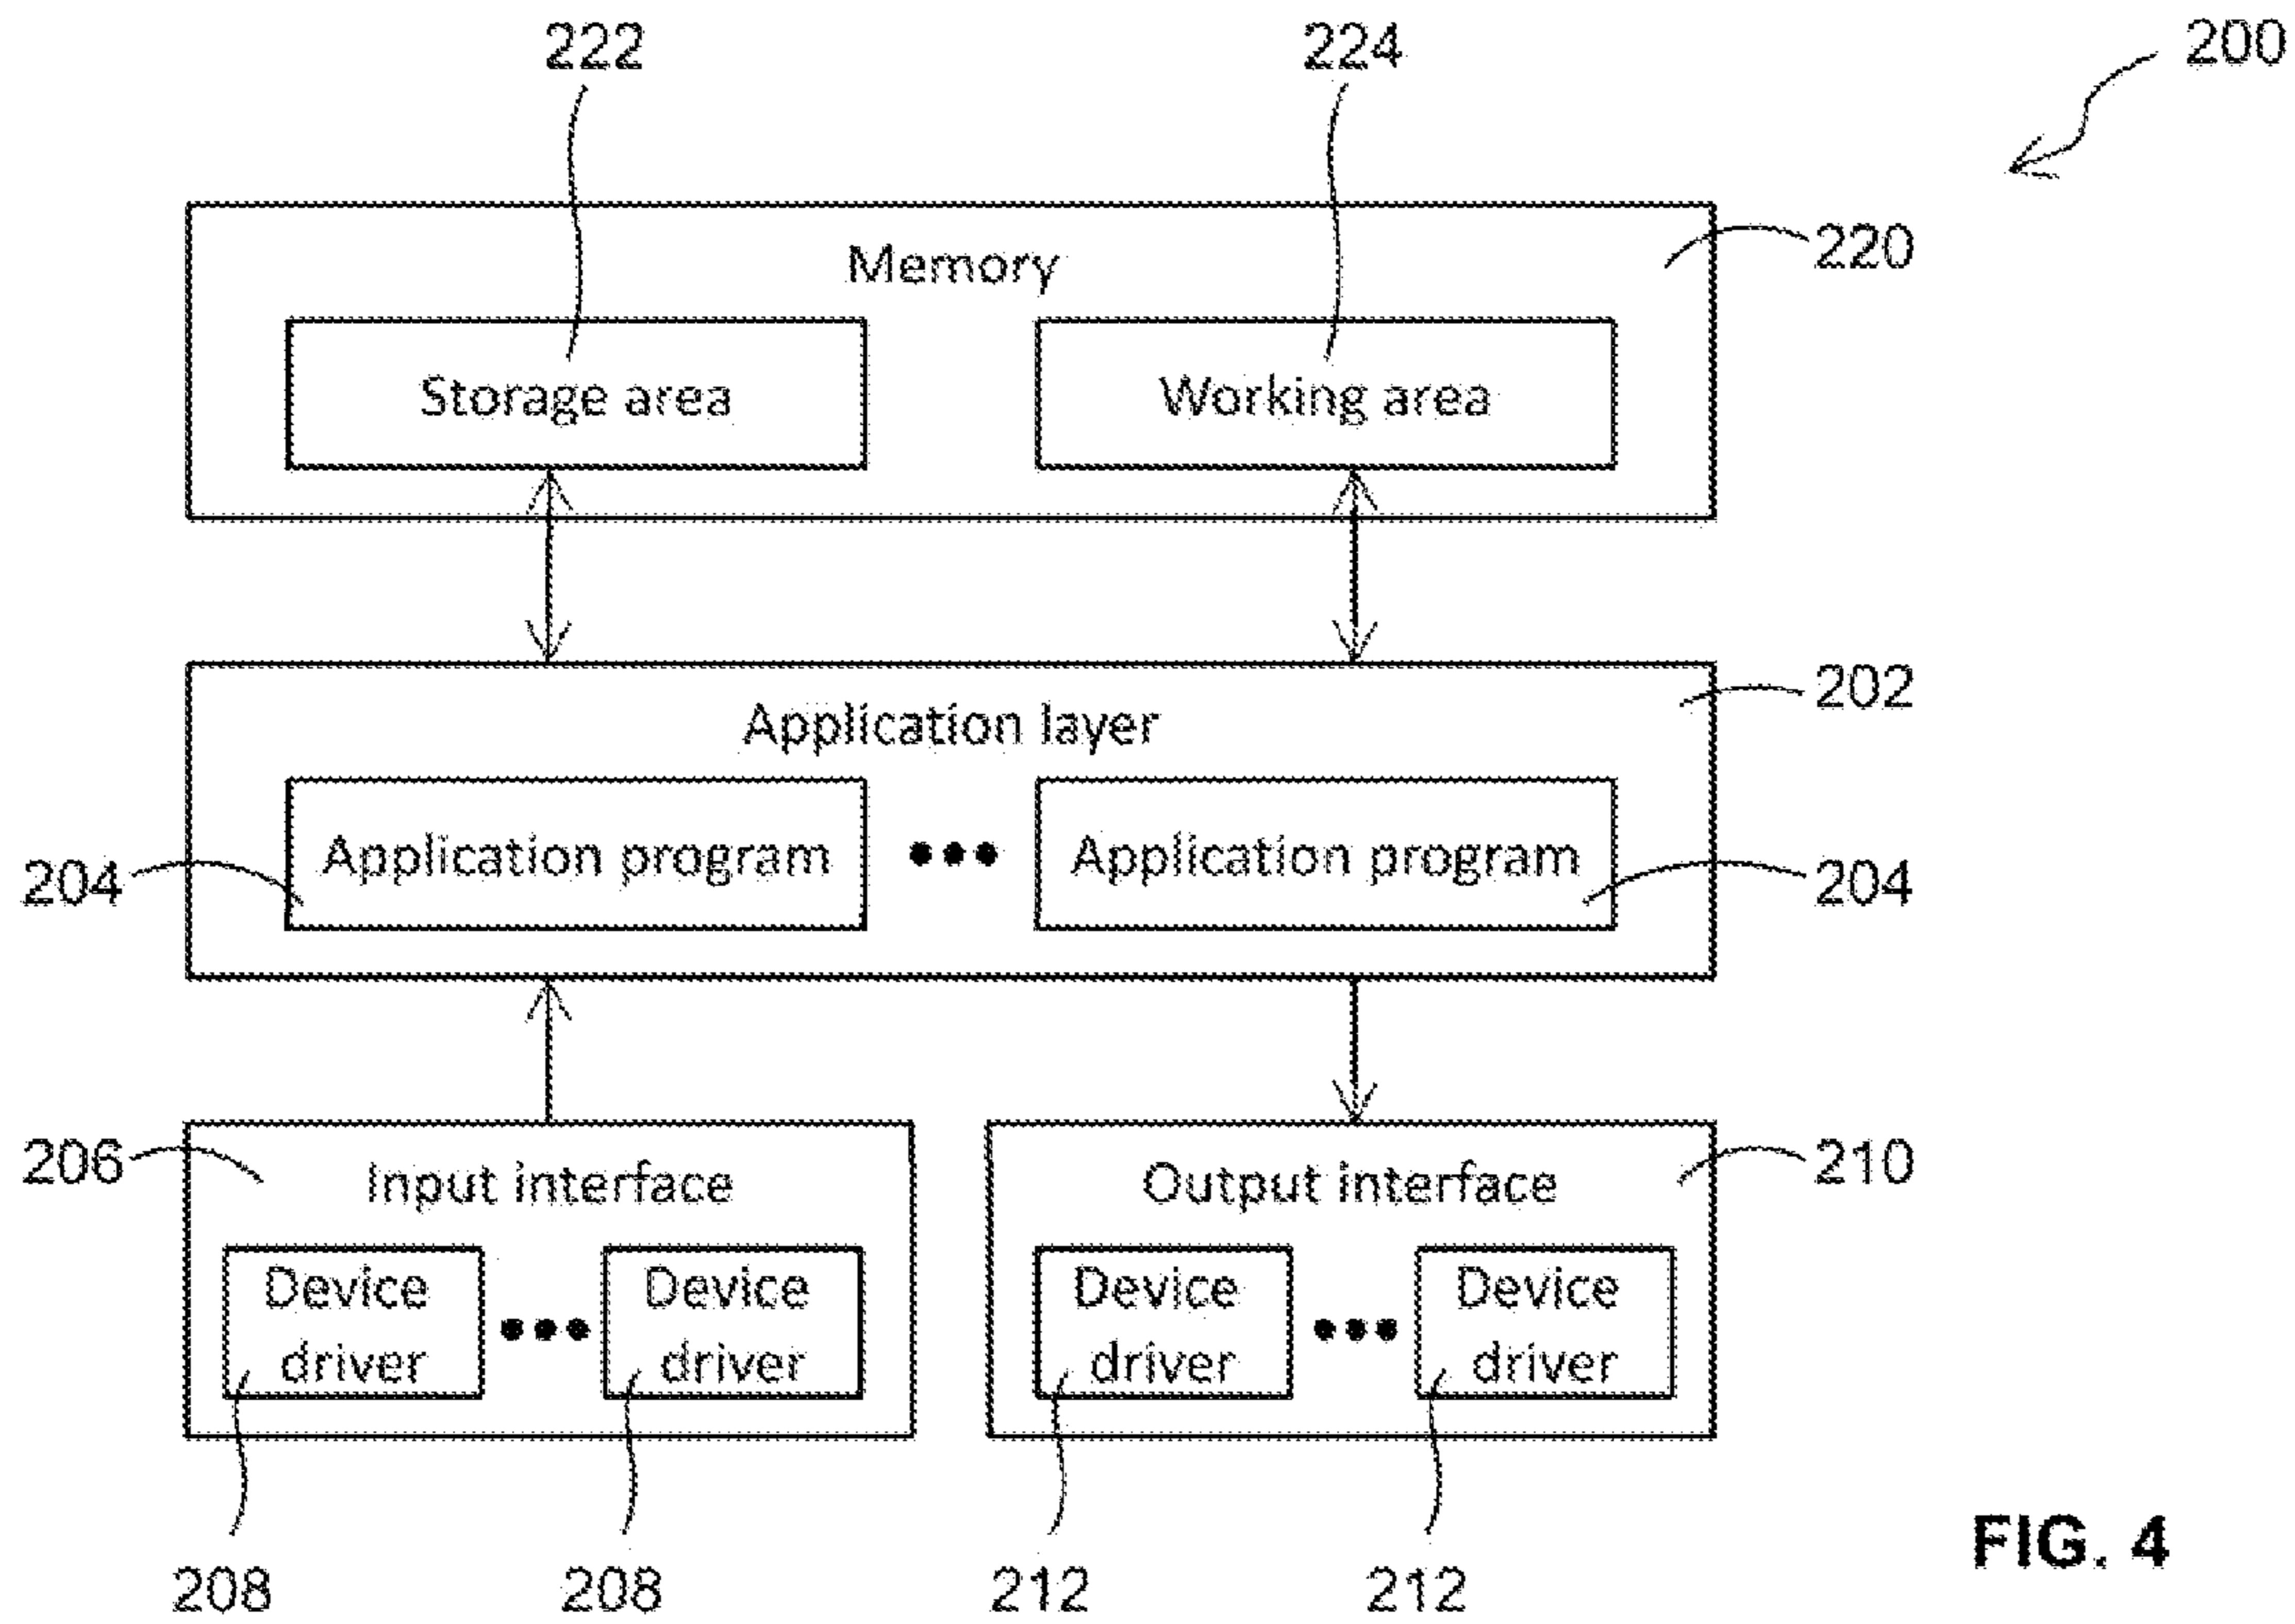 222
224
200
Memory
220
Storage area
Working area
Application layer
202
Application program
Application program
204
204
206
Input interface
Output interface
210
Device driver
Device driver
Device driver
Device driver
208
208
212
212
FIG. 4